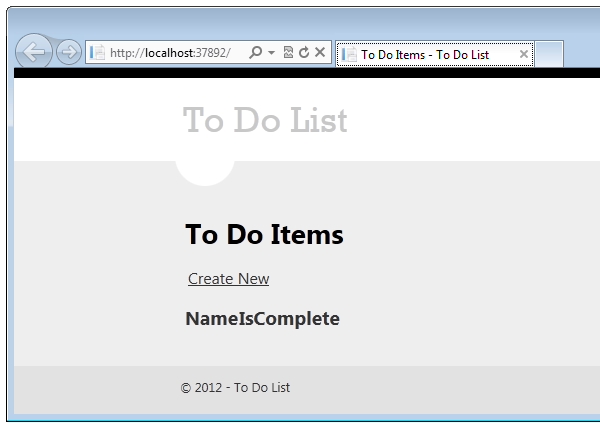 http://localhost:37892/
To Do Items - To Do List
To Do List
To Do Items
Create New
NameIsComplete
© 2012 - To Do List